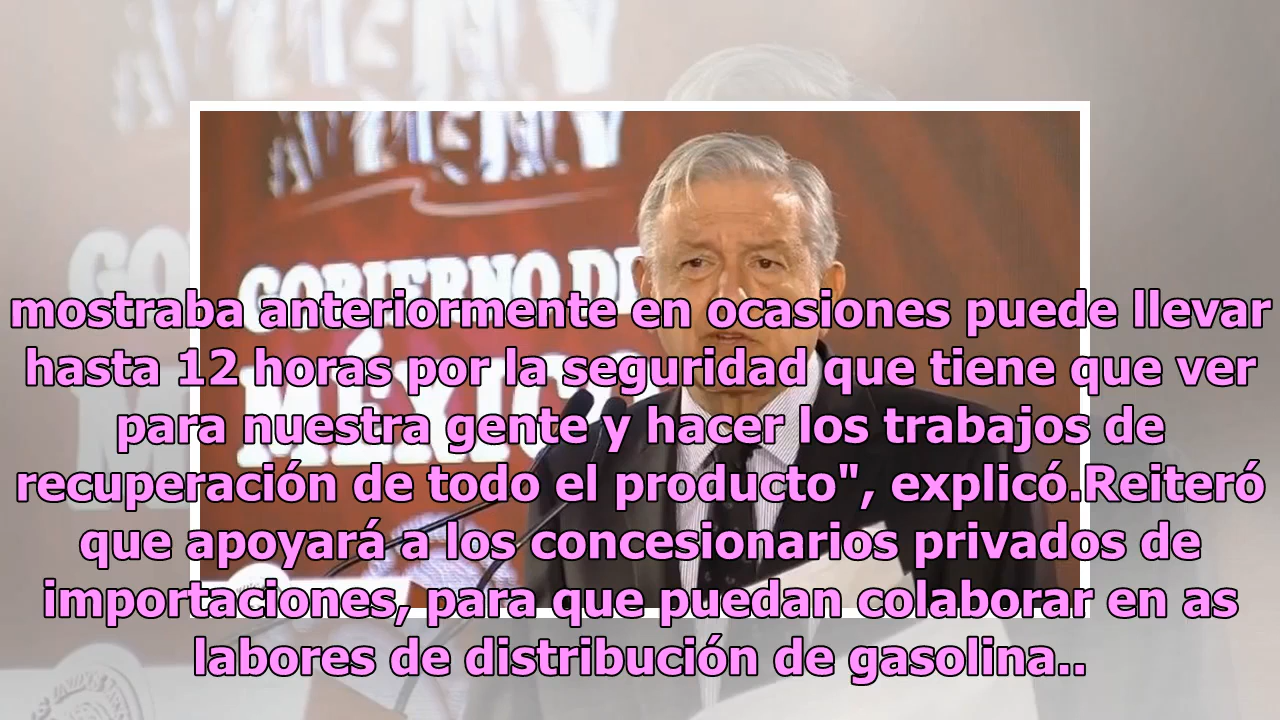 GOBIERNO DE
MÉXICO
mostraba anteriormente en ocasiones puede llevar
hasta 12 horas por la seguridad que tiene que ver
para nuestra gente y hacer los trabajos de
recuperación de todo el producto", explicó.Reiteró
que apoyará a los concesionarios privados de
importaciones, para que puedan colaborar en as
labores de distribución de gasolina..